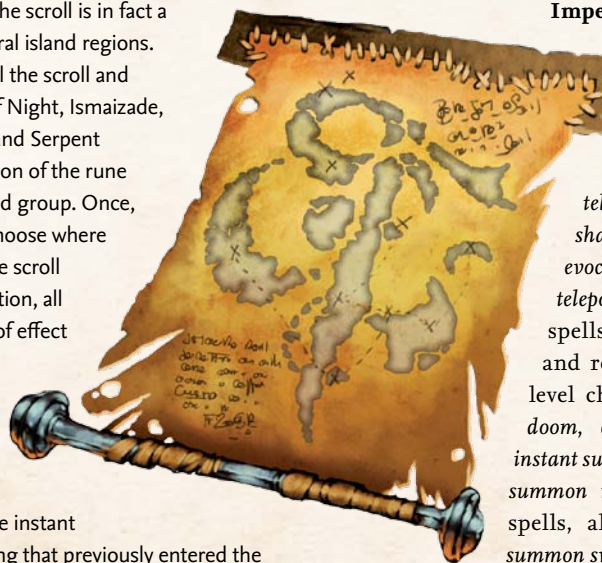 he scroll is in fact a
ral island regions.
l the scroll and
f Night, Ismaizade,
nd Serpent
on of the rune
d group. Once,
hoose where
e scroll
tion, all
of effect
e instant
ng that previously entered the
Impe
tel
sha
evoc
telepo
spells
and re
level ch
doom,
instant su
summon
spells, al
summon s